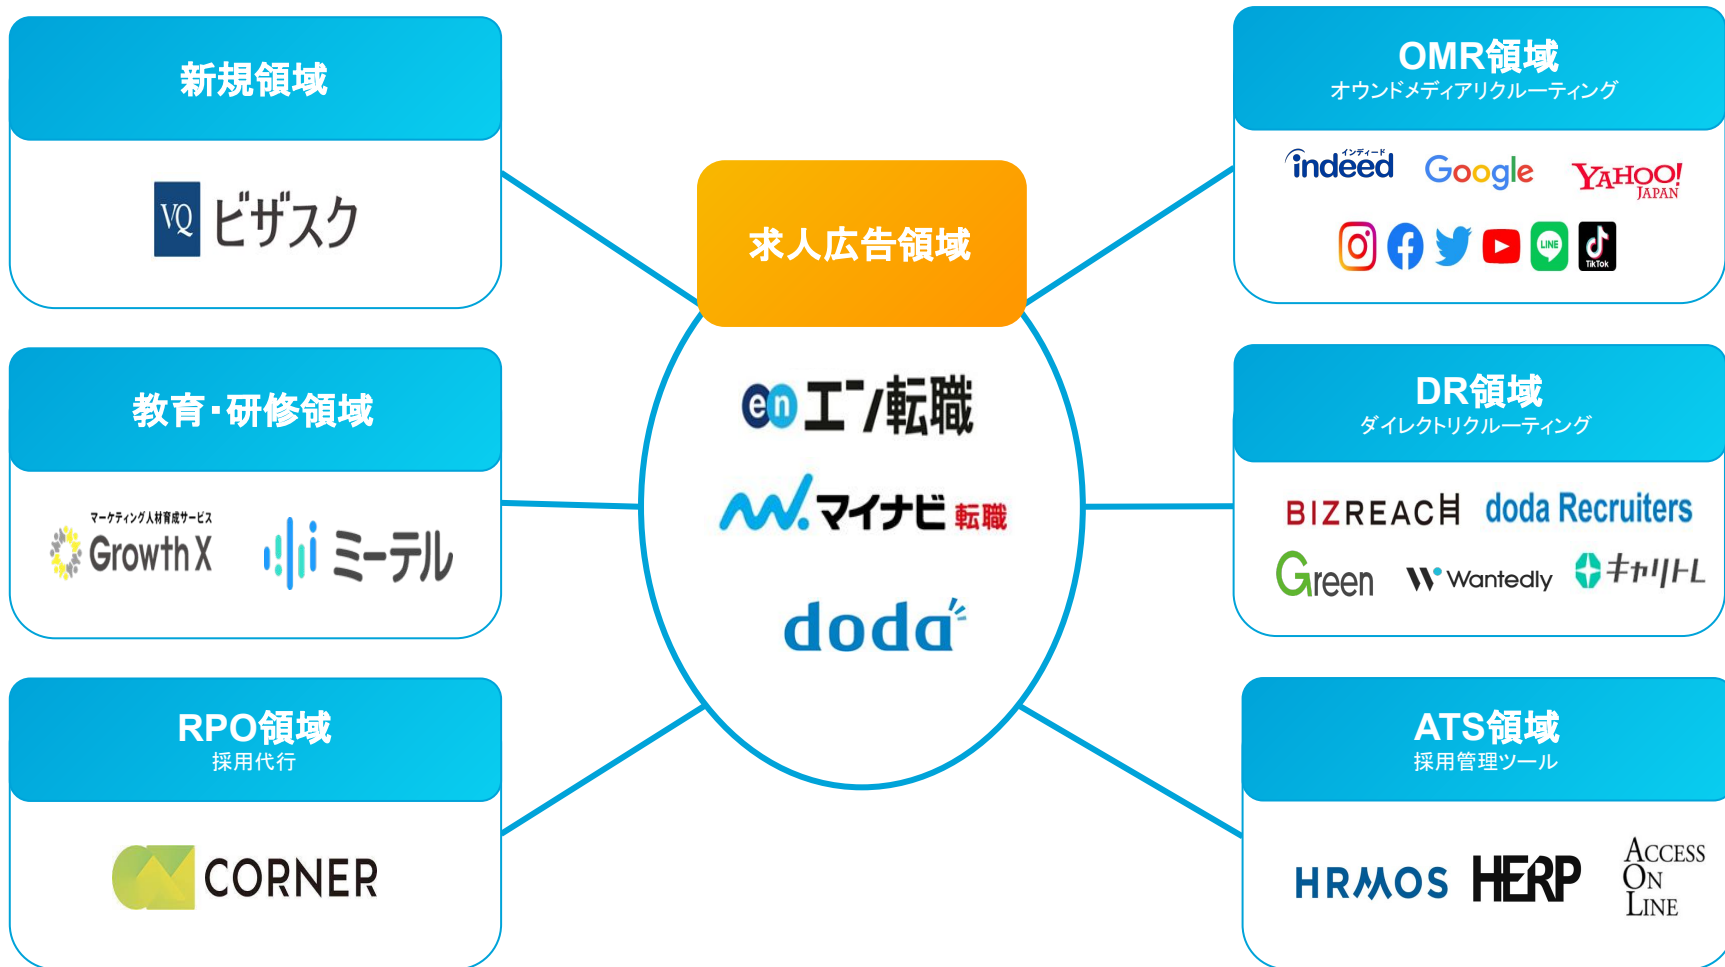 新規領域
VQ ビザスク
教育・研修領域
マーケティング人材育成サービス
Growth X
ミーテル
RPO領域
採用代行
CORNER
求人広告領域
en エン転職
マイナビ 転職
doda
OMR領域
オウンドメディアリクルーティング
インディード
indeed
Google
YAHOO!
JAPAN
LINE
TikTok
DR領域
ダイレクトリクルーティング
BIZREACH
doda Recruiters
Green
Wantedly
キャリトレ
ATS領域
採用管理ツール
HRMOS
HERP
ACCESS
ON
LINE